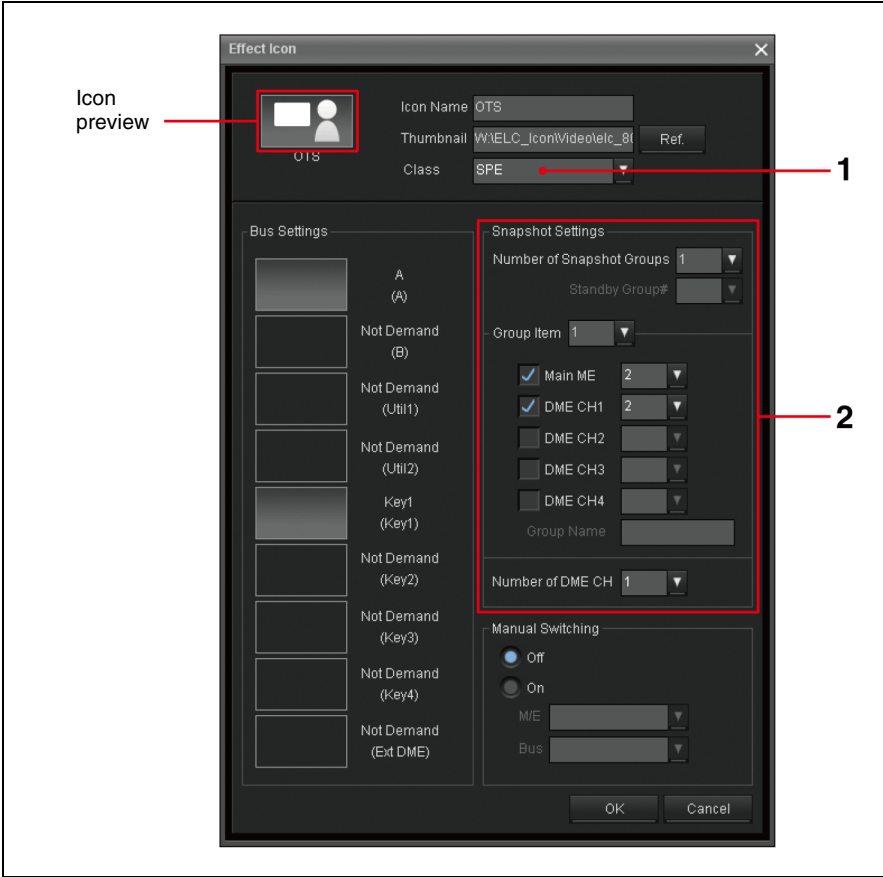 Effect Icon
Icon
preview
OTS
Icon Name OTS
Thumbnail W:\ELC_Icon\Video\elc_8( Ref.
Class SPE
1
Bus Settings
A
(A)
Not Demand
(B)
Not Demand
(Util1)
Not Demand
(Util2)
Key1
(Key1)
Not Demand
(Key2)
Not Demand
(Key3)
Not Demand
(Key4)
Not Demand
(Ext DME)
Snapshot Settings
Number of Snapshot Groups 1
Standby Group#
Group Item 1
Main ME 2
DME CH1 2
DME CH2
DME CH3
DME CH4
Group Name
Number of DME CH 1
2
Manual Switching
Off
On
M/E
Bus
OK Cancel